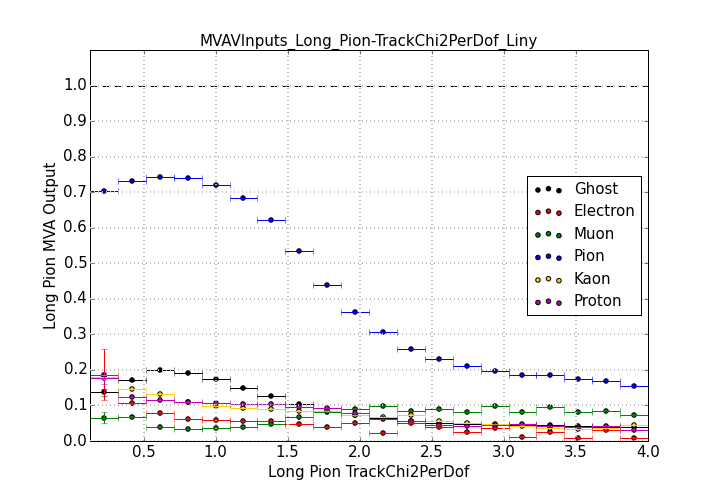 MVAVInputs_Long_Pion-TrackChi2PerDof_Liny
Long Pion MVA Output
1.0
0.9
0.8
0.7
0.6
0.5
0.4
0.3
0.2
0.1
0.0
Ghost
Electron
Muon
Pion
Kaon
Proton
0.5 1.0 1.5 2.0 2.5 3.0 3.5 4.0
Long Pion TrackChi2PerDof